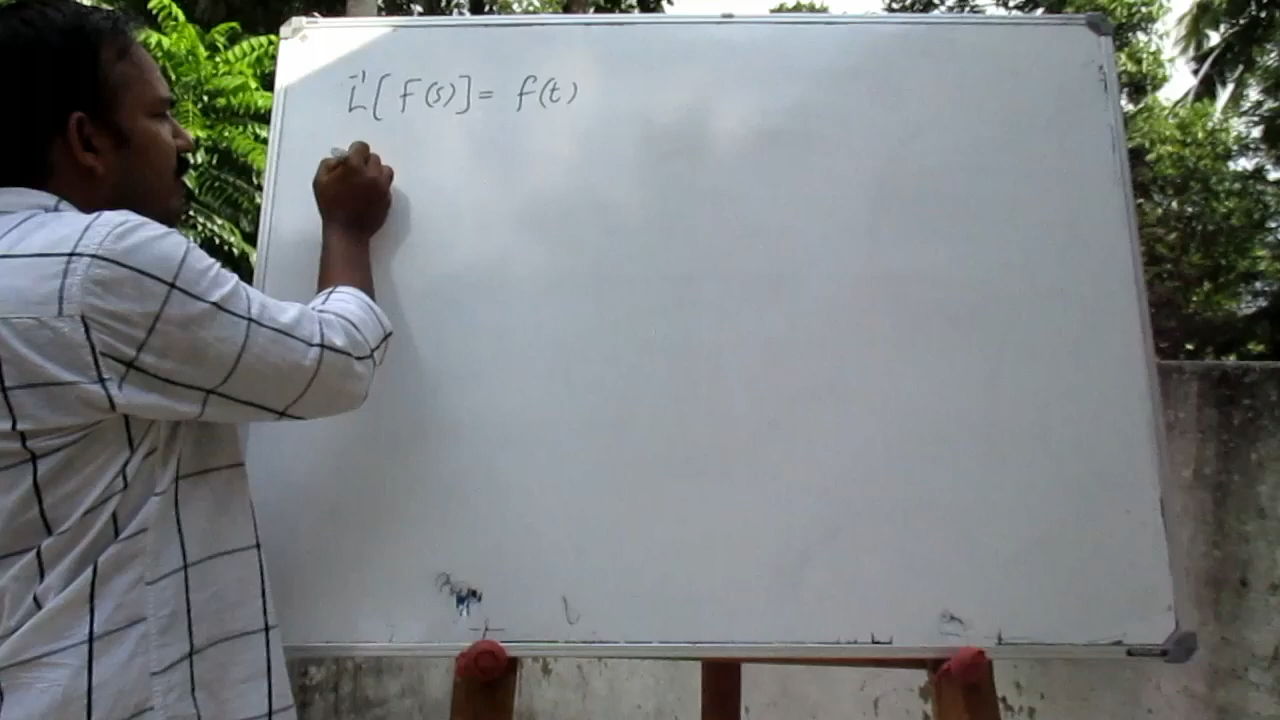 L⁻¹[F(s)] = f(t)